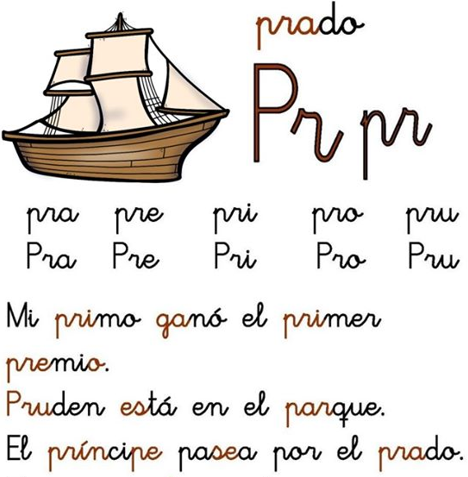 prado
Pr pr
pra pre pri pro pru
Pra Pre Pri Pro Pru
Mi primo ganó el primer
premio.
Pruden está en el parque.
El príncipe pasea por el prado.